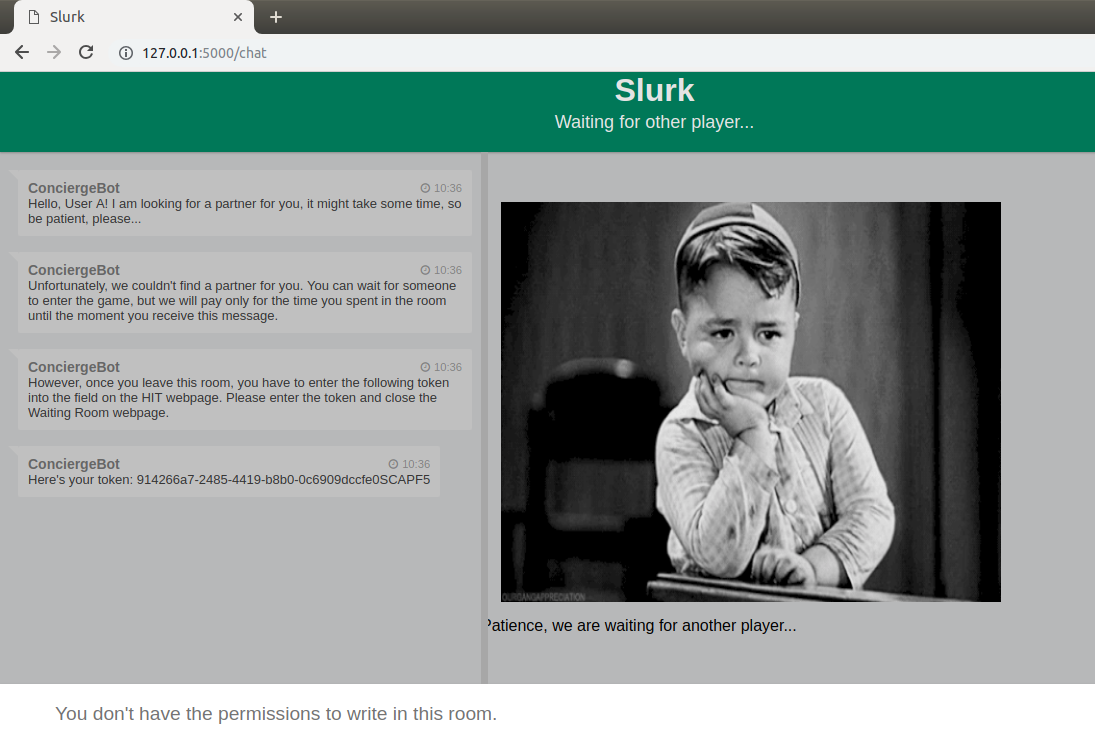 Slurk
127.0.0.1:5000/chat
Slurk
Waiting for other player...
ConciergeBot 10:36
Hello, User A! I am looking for a partner for you, it might take some time, so
be patient, please...
ConciergeBot 10:36
Unfortunately, we couldn't find a partner for you. You can wait for someone
to enter the game, but we will pay only for the time you spent in the room
until the moment you receive this message.
ConciergeBot 10:36
However, once you leave this room, you have to enter the following token
into the field on the HIT webpage. Please enter the token and close the
Waiting Room webpage.
ConciergeBot 10:36
Here's your token: 914266a7-2485-4419-b8b0-0c6909dccfe0SCAPF5
OURGANGAPPRECIATION
Patience, we are waiting for another player...
You don't have the permissions to write in this room.